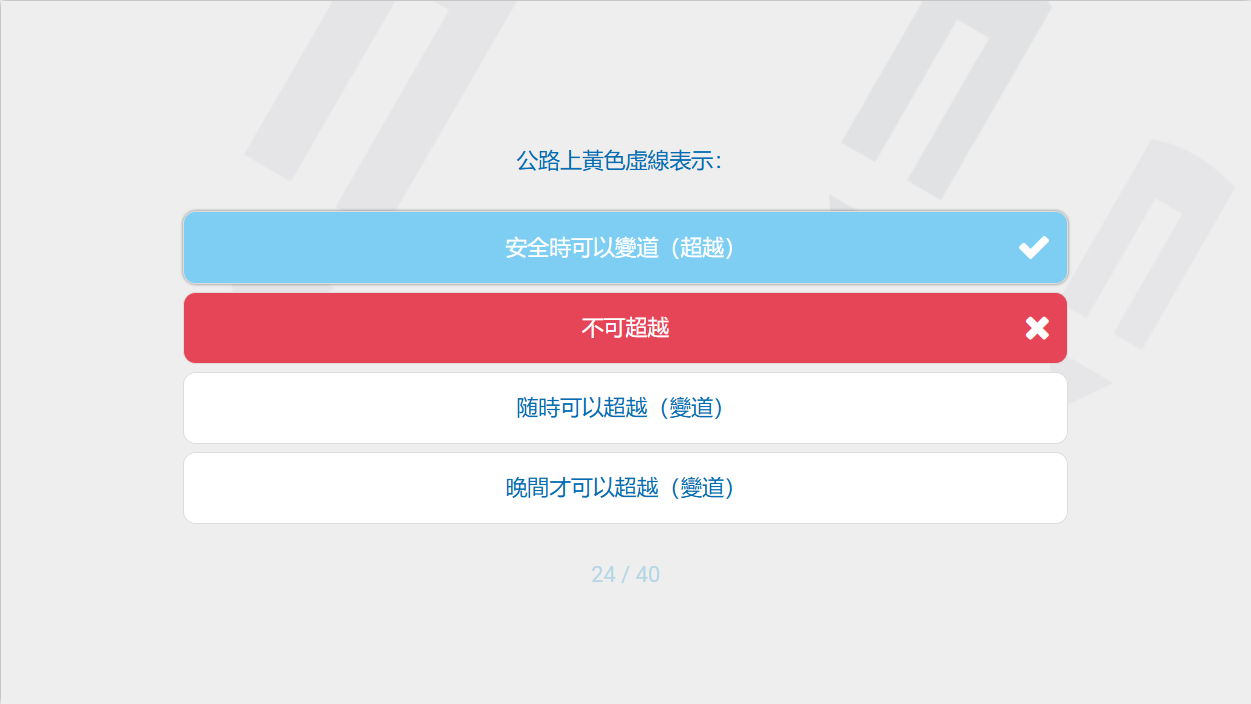 公路上黃色虛線表示：
安全時可以變道（超越）
不可超越
随時可以超越（變道）
晚間才可以超越（變道）
24 / 40